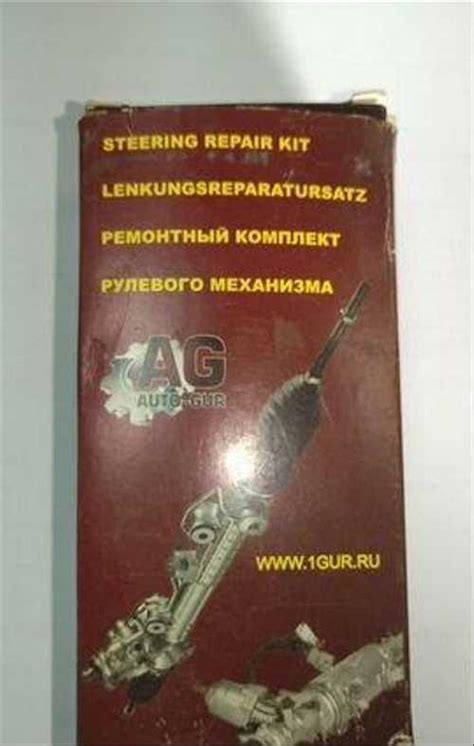 STEERING REPAIR KIT
LENKUNGSREPARATURSATZ
РЕМОНТНЫЙ КОМПЛЕКТ
РУЛЕВОГО МЕХАНИЗМА
AG
AUTO-GUR
WWW.1GUR.RU